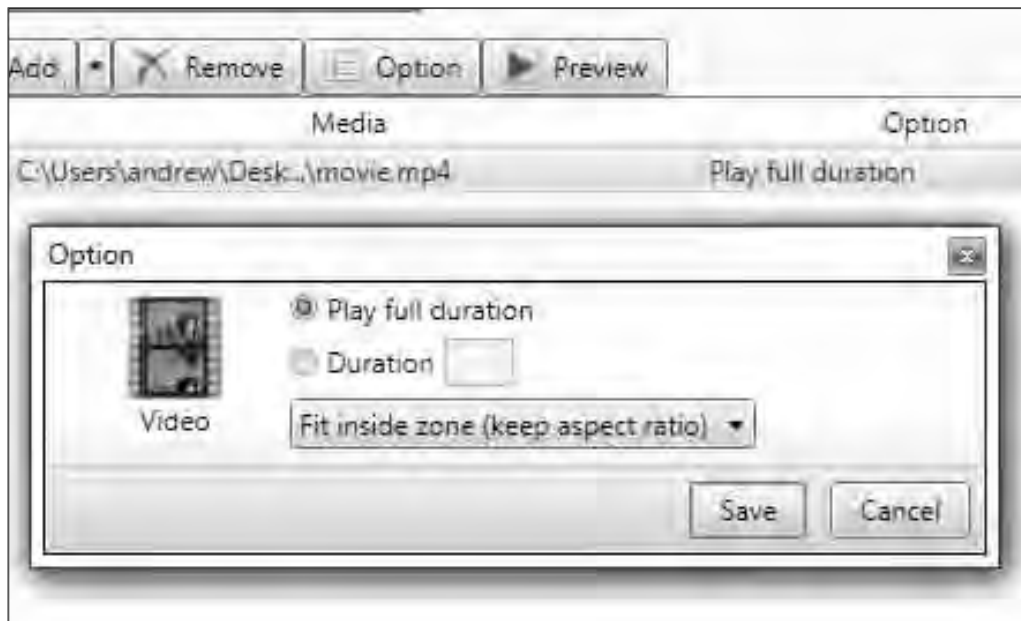 Add Remove Option Preview
Media Option
C:\Users\andrew\Desk...\movie.mp4 Play full duration
Option
Play full duration
Duration
Video
Fit inside zone (keep aspect ratio)
Save Cancel